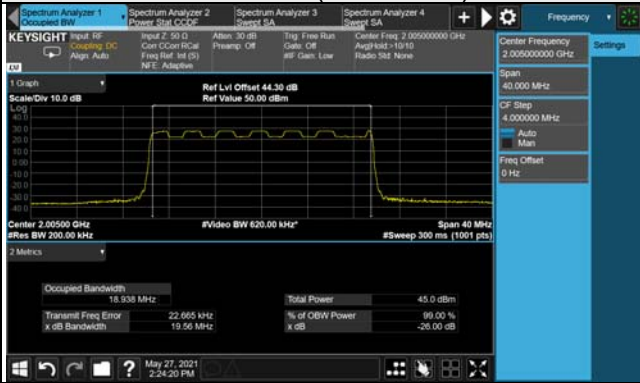 Spectrum Analyzer 1
Occupied BW
Spectrum Analyzer 2
Power Stat CCDF
Spectrum Analyzer 3
Swept SA
Spectrum Analyzer 4
Swept SA
Frequency
KEYSIGHT
Input: RF
Coupling: DC
Align: Auto
Input Z: 50 Ω
Corr CCorr RCal
Freq Ref: Int (S)
NFE: Adaptive
Atten: 30 dB
Preamp: Off
Trig: Free Run
Gate: Off
#IF Gain: Low
Center Freq: 2.005000000 GHz
Avg|Hold:>10/10
Radio Std: None
LXI
1 Graph
Scale/Div 10.0 dB
Ref Lvl Offset 44.30 dB
Ref Value 50.00 dBm
Log
40.0
30.0
20.0
10.0
0.00
-10.0
-20.0
-30.0
-40.0
Center 2.00500 GHz
#Res BW 200.00 kHz
#Video BW 620.00 kHz*
Span 40 MHz
#Sweep 300 ms (1001 pts)
2 Metrics
Occupied Bandwidth
18.938 MHz
Total Power
45.0 dBm
Transmit Freq Error
22.665 kHz
% of OBW Power
99.00 %
x dB Bandwidth
19.56 MHz
x dB
-26.00 dB
Center Frequency
2.005000000 GHz
Settings
Span
40.000 MHz
CF Step
4.000000 MHz
Auto
Man
Freq Offset
0 Hz
?
May 27, 2021
2:24:20 PM